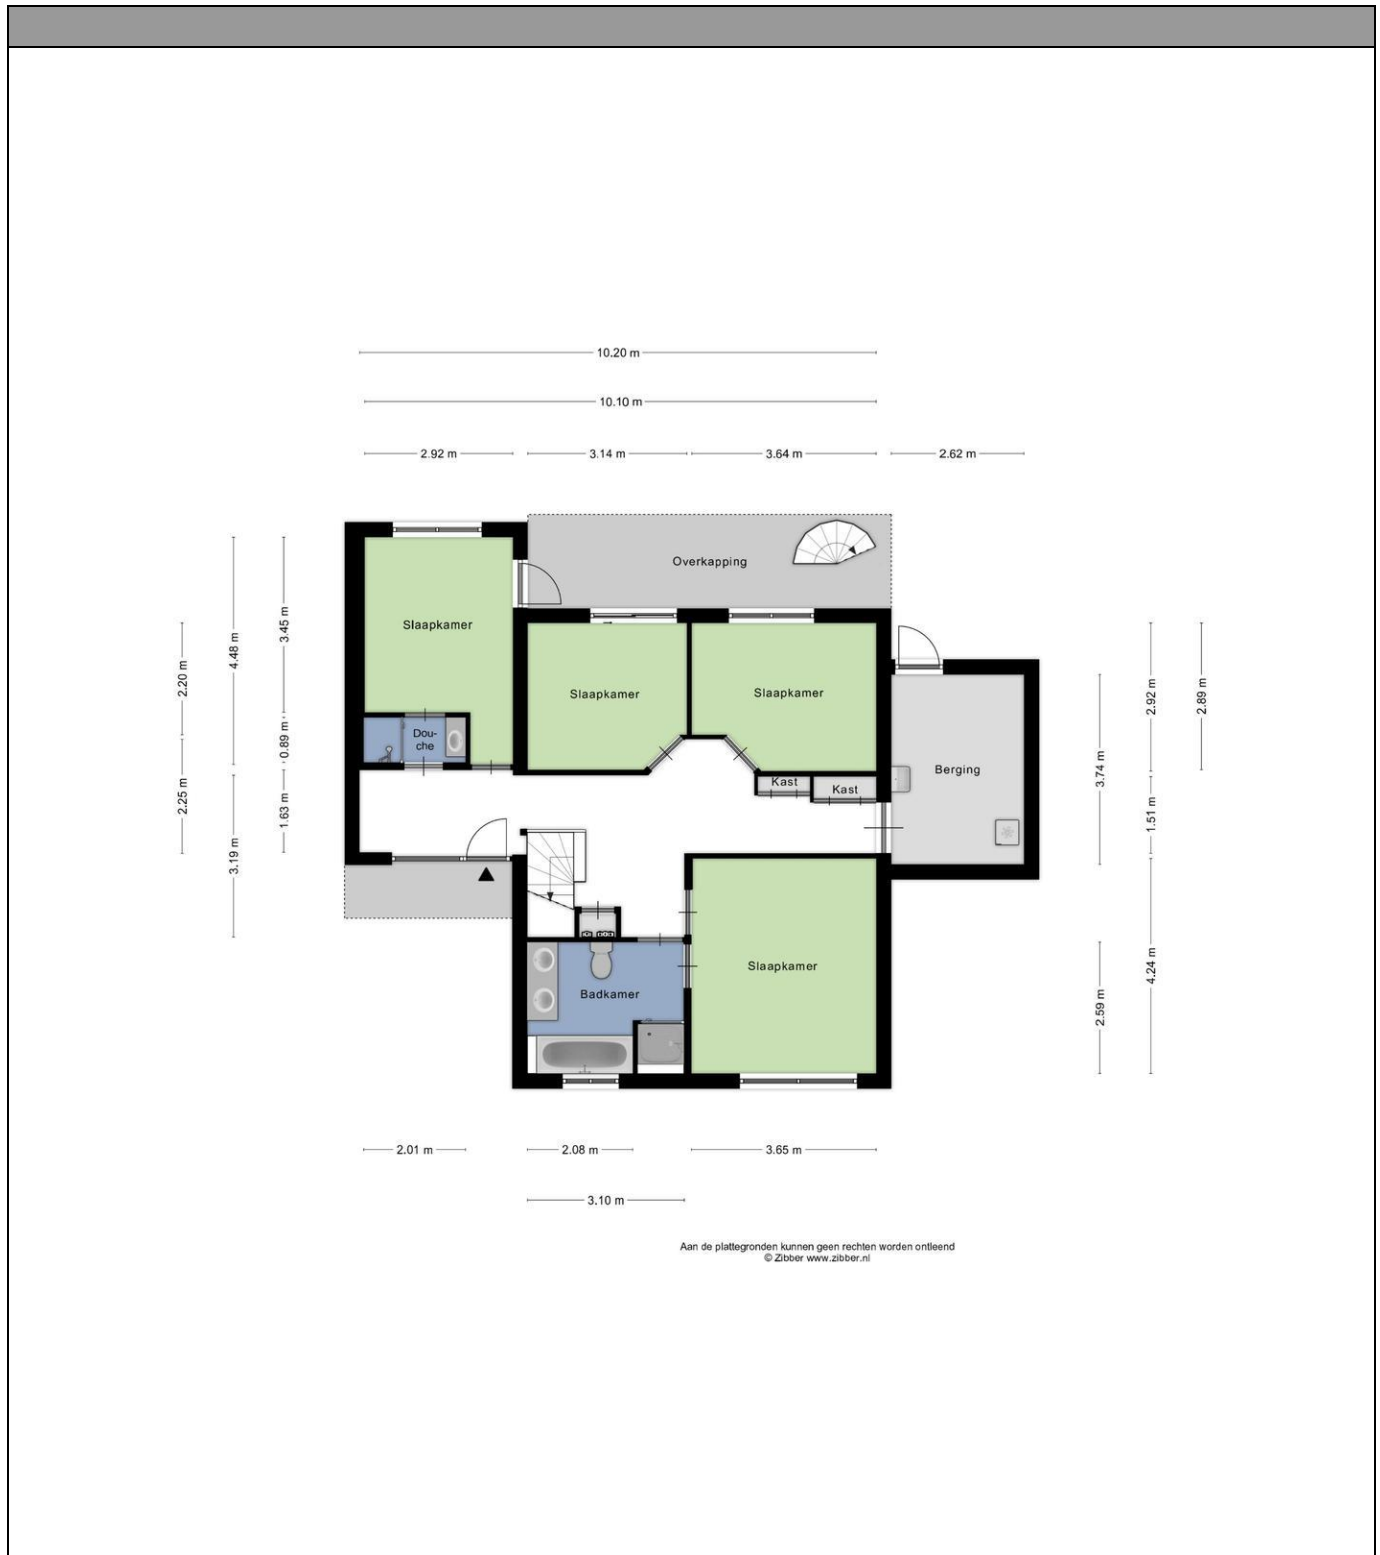 10.20 m
10.10 m
2.92 m
3.14 m
3.64 m
2.62 m
Overkapping
Slaapkamer
3.45 m
4.48 m
2.20 m
2.92 m
2.89 m
Slaapkamer
Slaapkamer
Dou-
che
0.89 m
Berging
3.74 m
Kast
Kast
2.25 m
1.63 m
1.51 m
3.19 m
Slaapkamer
4.24 m
Badkamer
2.59 m
2.01 m
2.08 m
3.65 m
3.10 m
Aan de plattegronden kunnen geen rechten worden ontleend
© Zibber www.zibber.nl